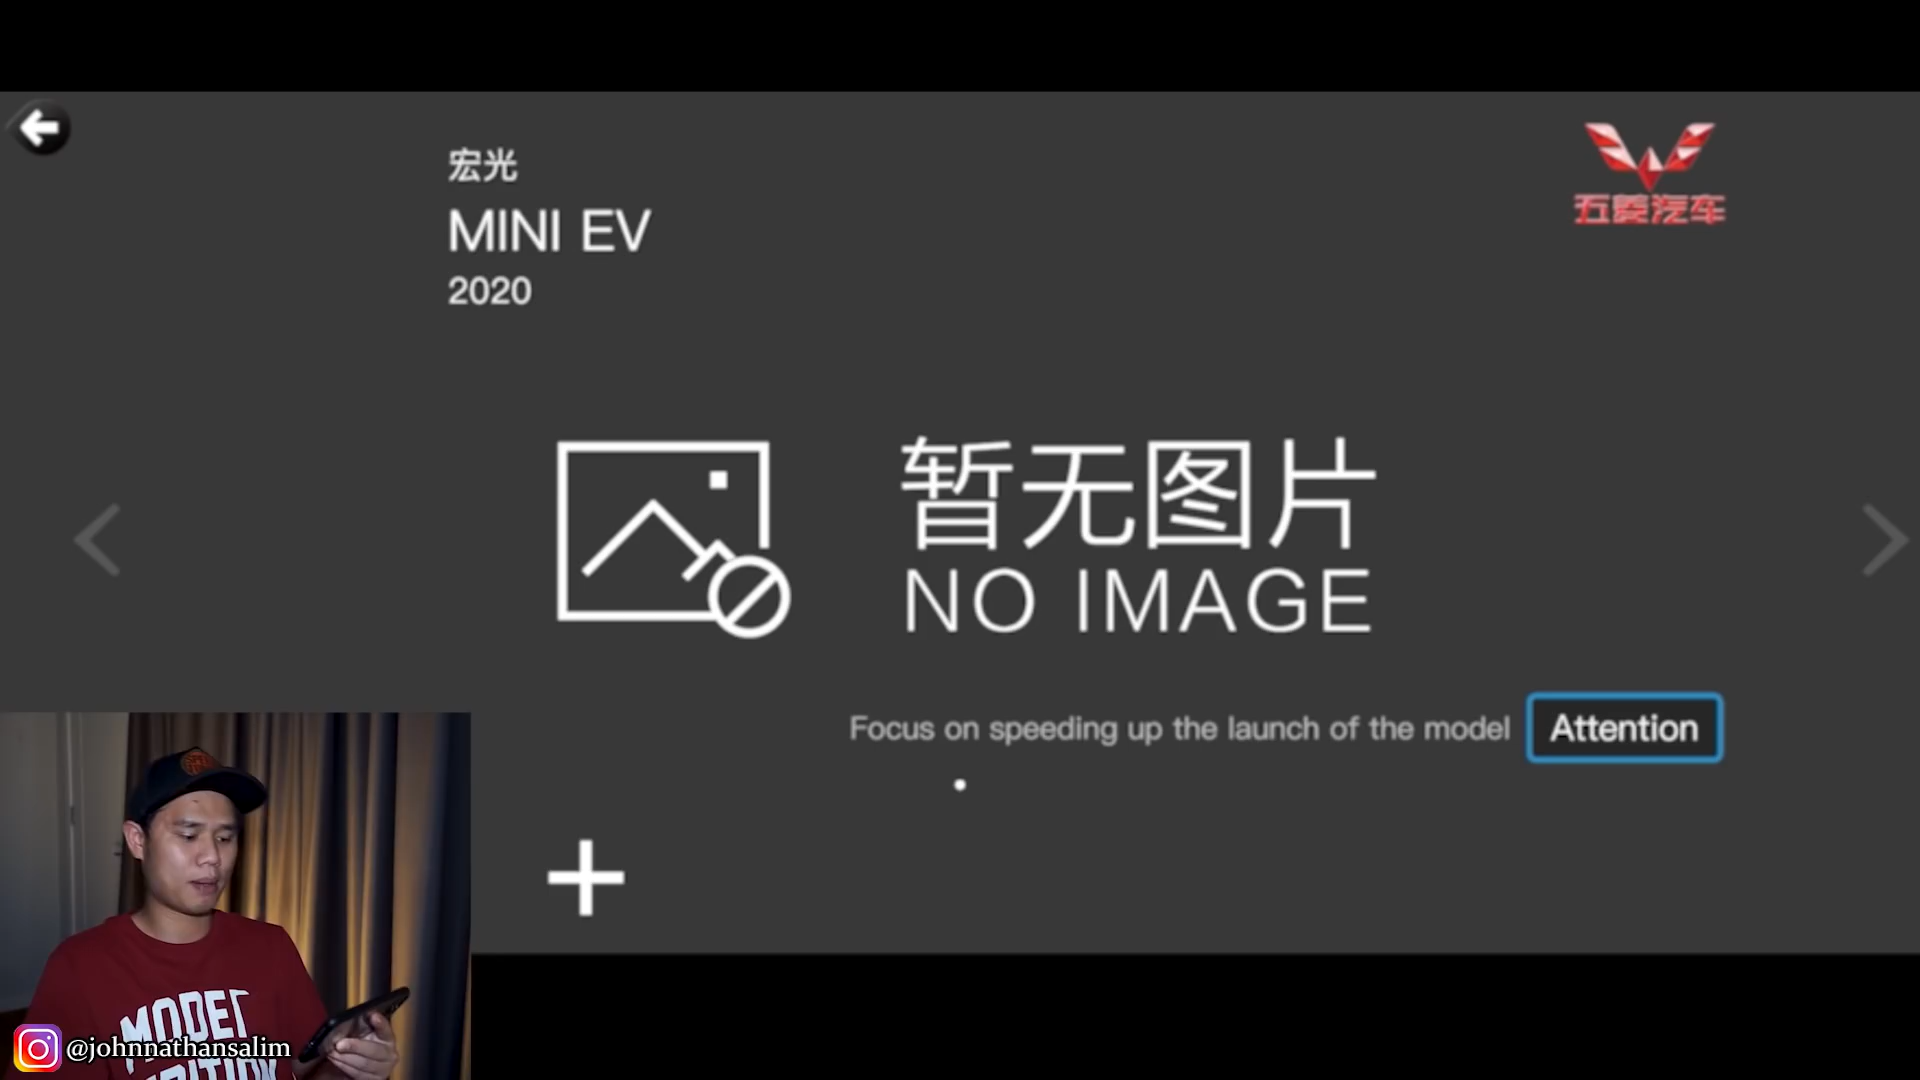 宏光
MINI EV
2020
五菱汽车
暂无图片
NO IMAGE
Focus on speeding up the launch of the model
Attention
MODEL
@johnnathansalim